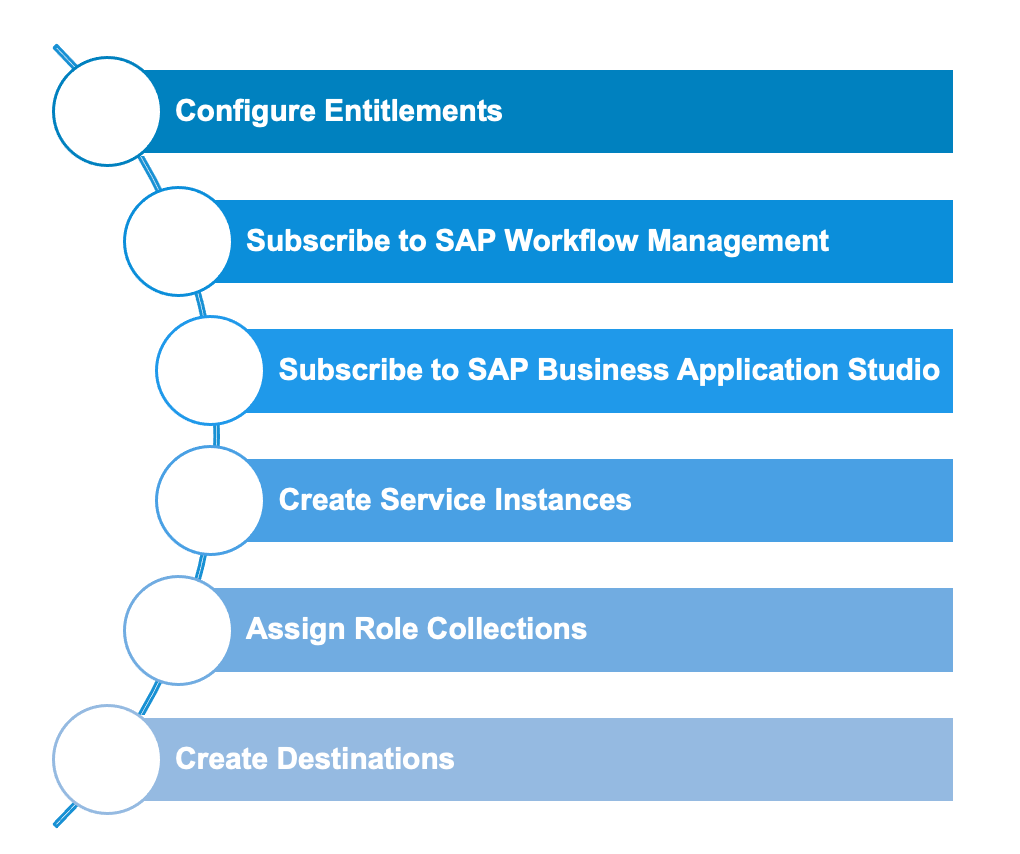 Configure Entitlements
Subscribe to SAP Workflow Management
Subscribe to SAP Business Application Studio
Create Service Instances
Assign Role Collections
Create Destinations